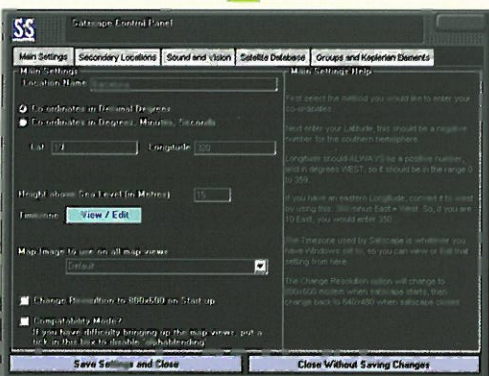 SS
Satscape Control Panel
Main Settings
Secondary Locations
Sound and Vision
Satellite Database
Groups and Keplerian Elements
Main Settings
Location Name
Co-ordinates in Decimal Degrees
Co-ordinates in Degrees, Minutes, Seconds
Lat
Longitude
Height above Sea Level (in Metres)
15
Timezone
View / Edit
Map Image to use on all map views
Default
Change Resolution to 800x600 on Start up
Compatability Mode?
If you have difficulty bringing up the map views, put a
tick in this box to disable 'alphablending'
Main Settings Help
First select the method you would like to enter your
co-ordinates.
Next enter your Latitude, this should be a negative
number for the southern hemisphere.
Longitude should ALWAYS be a positive number,
and in degrees WEST, so it should be in the range 0
to 359.
If you have an eastern Longitude, convert it to west
by using this: 360 minus East = West. So, if you are
10 East, you would enter 350
The Timezone used by Satscape is whatever you
have Windows set to, so you can view or Edit that
setting from here.
The Change Resolution option will change to
800x600 screen when satscape starts, then
change back to 640x480 when satscape closes
Save Settings and Close
Close Without Saving Changes